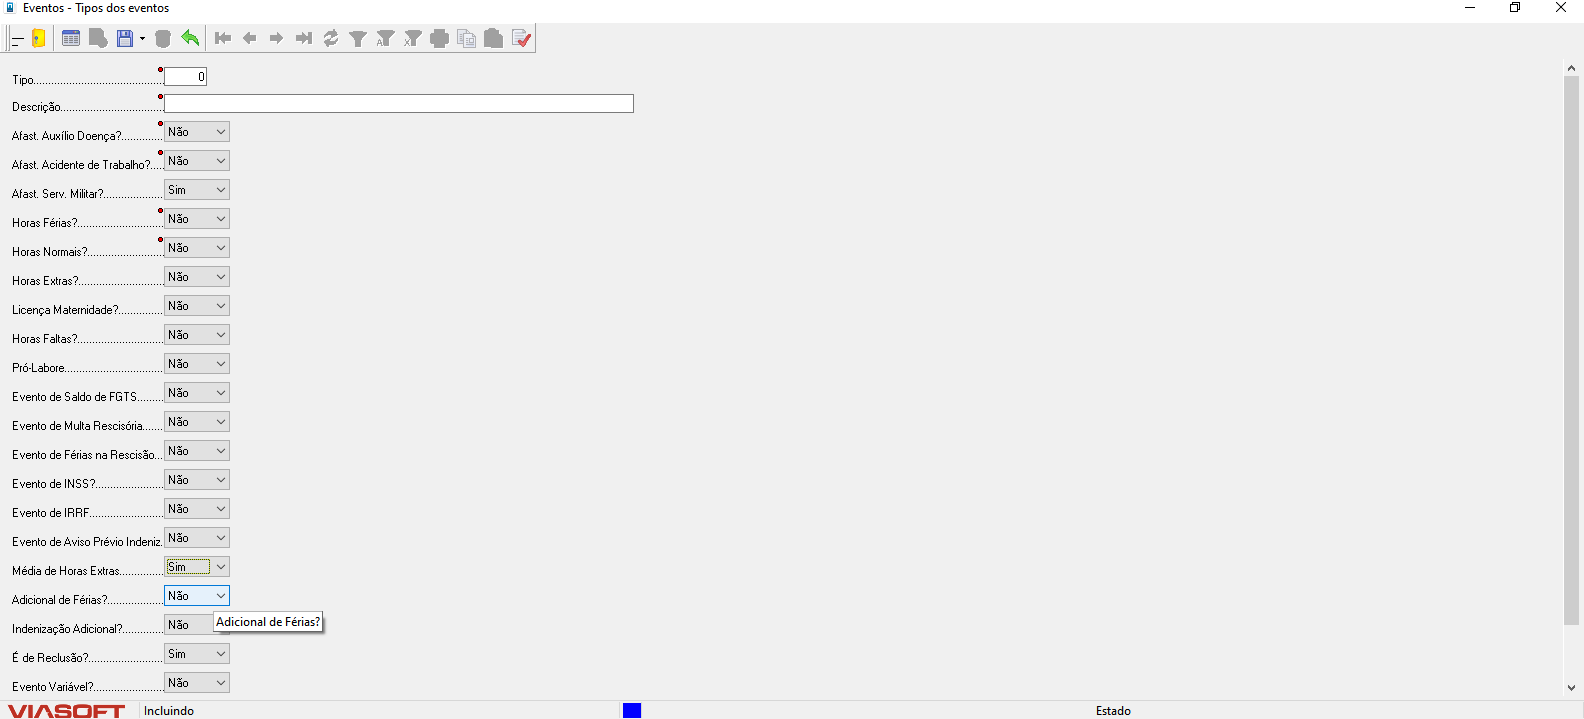 Eventos - Tipos dos eventos
Tipo 0
Descrição
Afast. Auxílio Doença? Não
Afast. Acidente de Trabalho? Não
Afast. Serv. Militar? Sim
Horas Férias? Não
Horas Normais? Não
Horas Extras? Não
Licença Maternidade? Não
Horas Faltas? Não
Pró-Labore Não
Evento de Saldo de FGTS Não
Evento de Multa Rescisória Não
Evento de Férias na Rescisão Não
Evento de INSS? Não
Evento de IRRF Não
Evento de Aviso Prévio Indeniz. Não
Média de Horas Extras Sim
Adicional de Férias? Não
Adicional de Férias?
Indenização Adicional? Não
É de Reclusão? Sim
Evento Variável? Não
VIASOFT Incluindo Estado